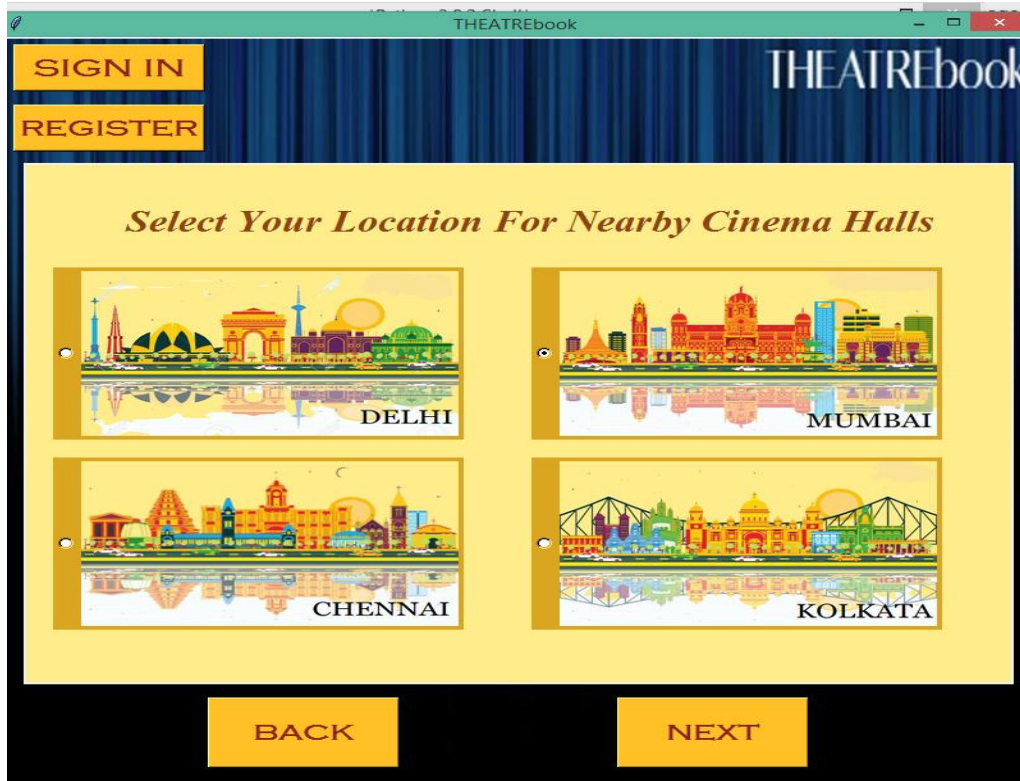 THEATREbook
SIGN IN
THEATREbook
REGISTER
Select Your Location For Nearby Cinema Halls
DELHI
MUMBAI
CHENNAI
KOLKATA
BACK
NEXT